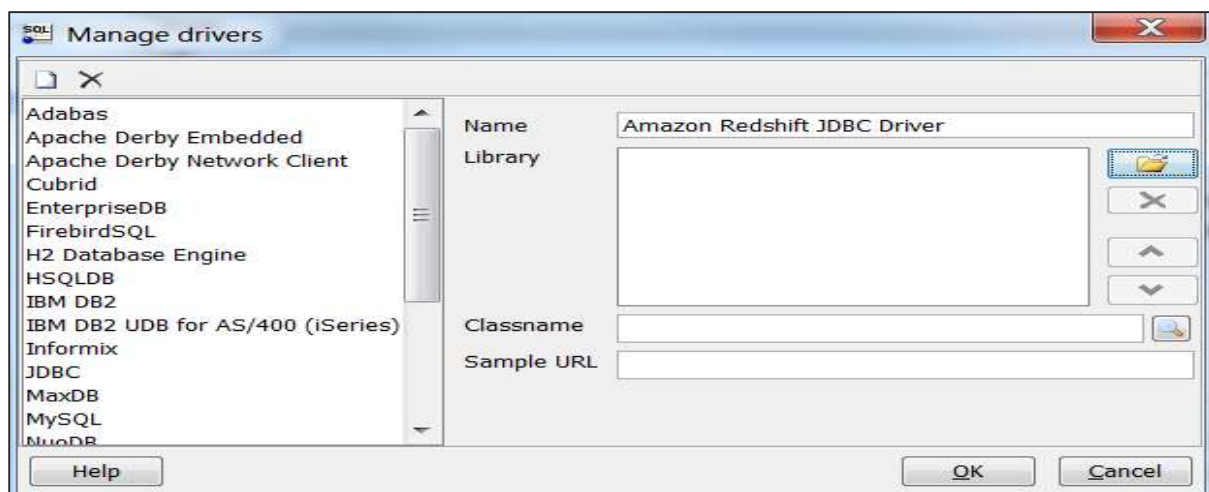 SQL Manage drivers
Adabas
Apache Derby Embedded
Apache Derby Network Client
Cubrid
EnterpriseDB
FirebirdSQL
H2 Database Engine
HSQLDB
IBM DB2
IBM DB2 UDB for AS/400 (iSeries)
Informix
JDBC
MaxDB
MySQL
NuoDB
Name Amazon Redshift JDBC Driver
Library
Classname
Sample URL
Help OK Cancel